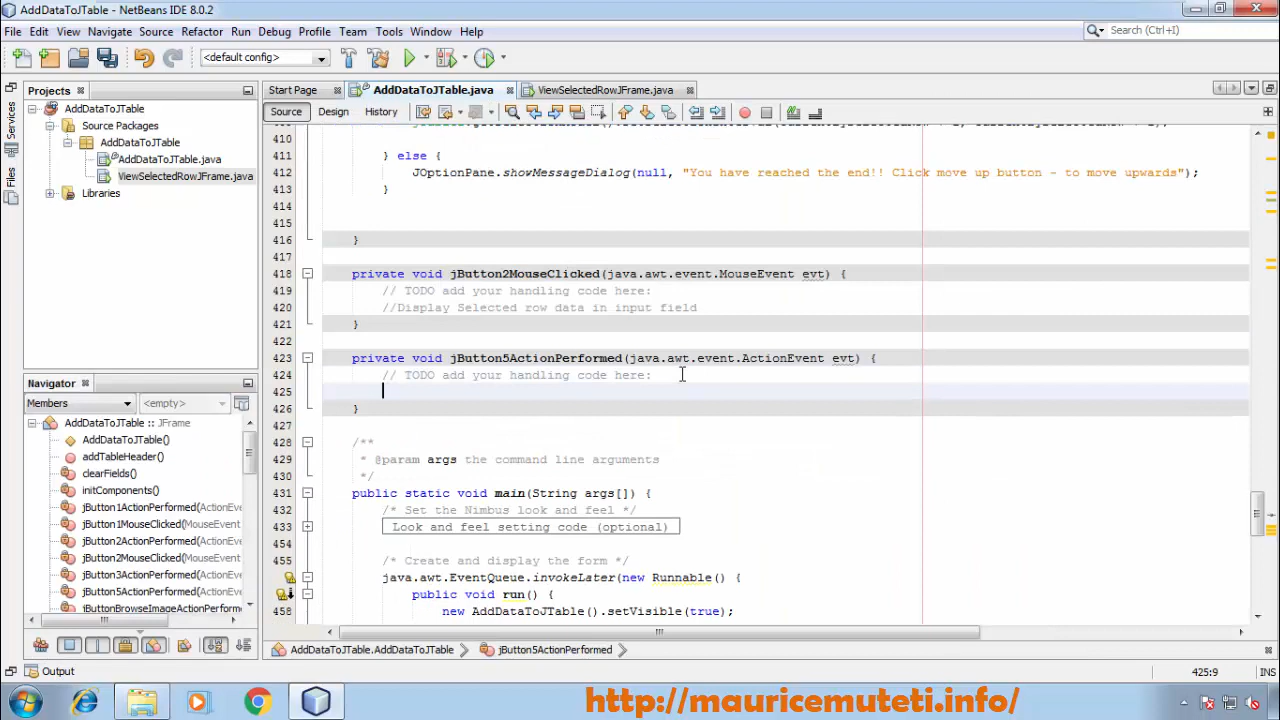 AddDataToJTable - NetBeans IDE 8.0.2
File Edit View Navigate Source Refactor Run Debug Profile Team Tools Window Help
Search (Ctrl+I)
<default config>
Projects
Start Page
AddDataToJTable.java
ViewSelectedRowJFrame.java
Source Design History
Services
Files
AddDataToJTable
Source Packages
AddDataToJTable
AddDataToJTable.java
ViewSelectedRowJFrame.java
Libraries
410
411 } else {
412 JOptionPane.showMessageDialog(null, "You have reached the end!! Click move up button - to move upwards");
413 }
414
415
416 }
417
418 private void jButton2MouseClicked(java.awt.event.MouseEvent evt) {
419 // TODO add your handling code here:
420 //Display Selected row data in input field
421 }
422
423 private void jButton5ActionPerformed(java.awt.event.ActionEvent evt) {
424 // TODO add your handling code here:
425
426 }
427
428 /**
429 * @param args the command line arguments
430 */
431 public static void main(String args[]) {
432 /* Set the Nimbus look and feel */
433 Look and feel setting code (optional)
454
455 /* Create and display the form */
java.awt.EventQueue.invokeLater(new Runnable() {
public void run() {
458 new AddDataToJTable().setVisible(true);
Navigator
Members
<empty>
AddDataToJTable :: JFrame
AddDataToJTable()
addTableHeader()
clearFields()
initComponents()
jButton1ActionPerformed(ActionEve
jButton1MouseClicked(MouseEvent
jButton2ActionPerformed(ActionEve
jButton2MouseClicked(MouseEvent
jButton3ActionPerformed(ActionEve
jButton5ActionPerformed(ActionEve
jButtonBrowseImageActionPerform
AddDataToJTable.AddDataToJTable
jButton5ActionPerformed
Output
425:9
INS
http://mauricemuteti.info/